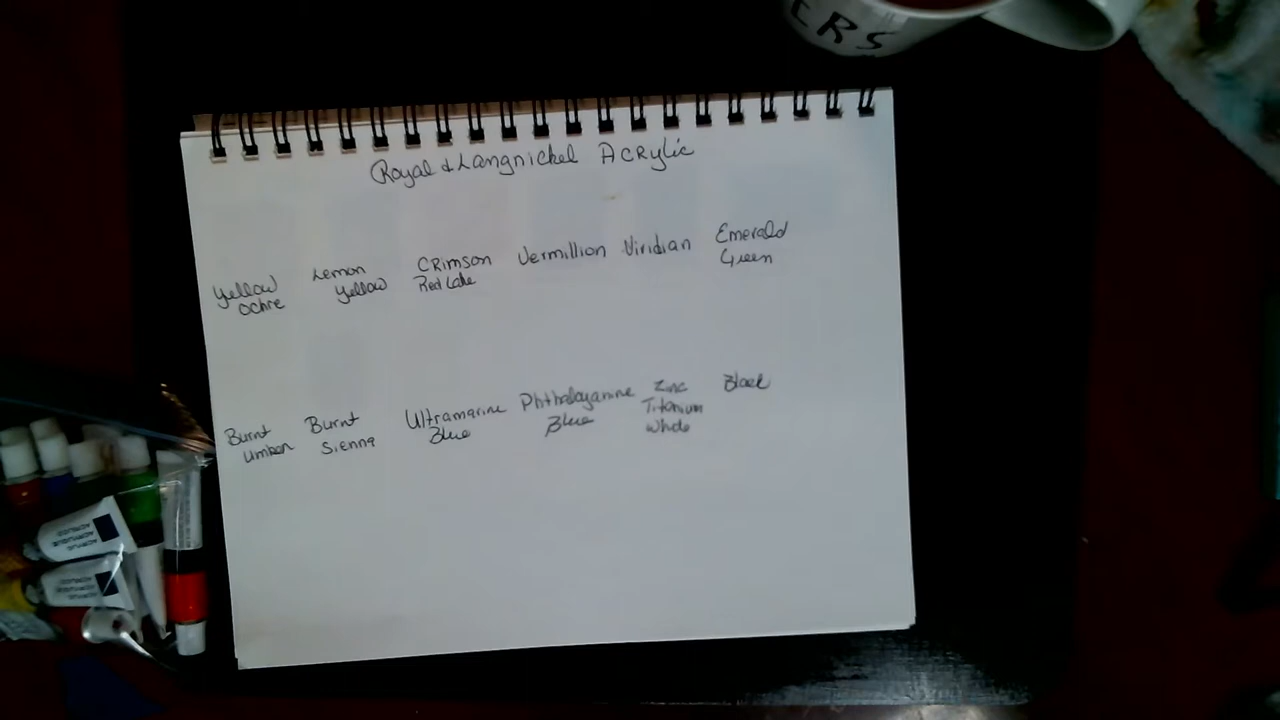 ERS
Royal & Langnickel Acrylic
Yellow Ochre
Lemon Yellow
Crimson Red Lake
Vermillion
Viridian
Emerald Green
Burnt Umber
Burnt Sienna
Ultramarine Blue
Phthalocyanine Blue
Zinc Titanium White
Black